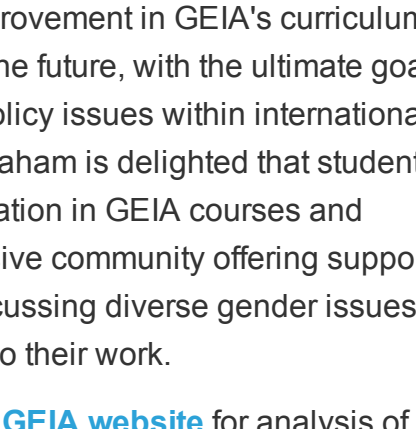 rovement in GEIA's curriculum
he future, with the ultimate goa
olicy issues within internationa
aham is delighted that student
ation in GEIA courses and
ive community offering suppo
cussing diverse gender issues
o their work.
GEIA website for analysis of